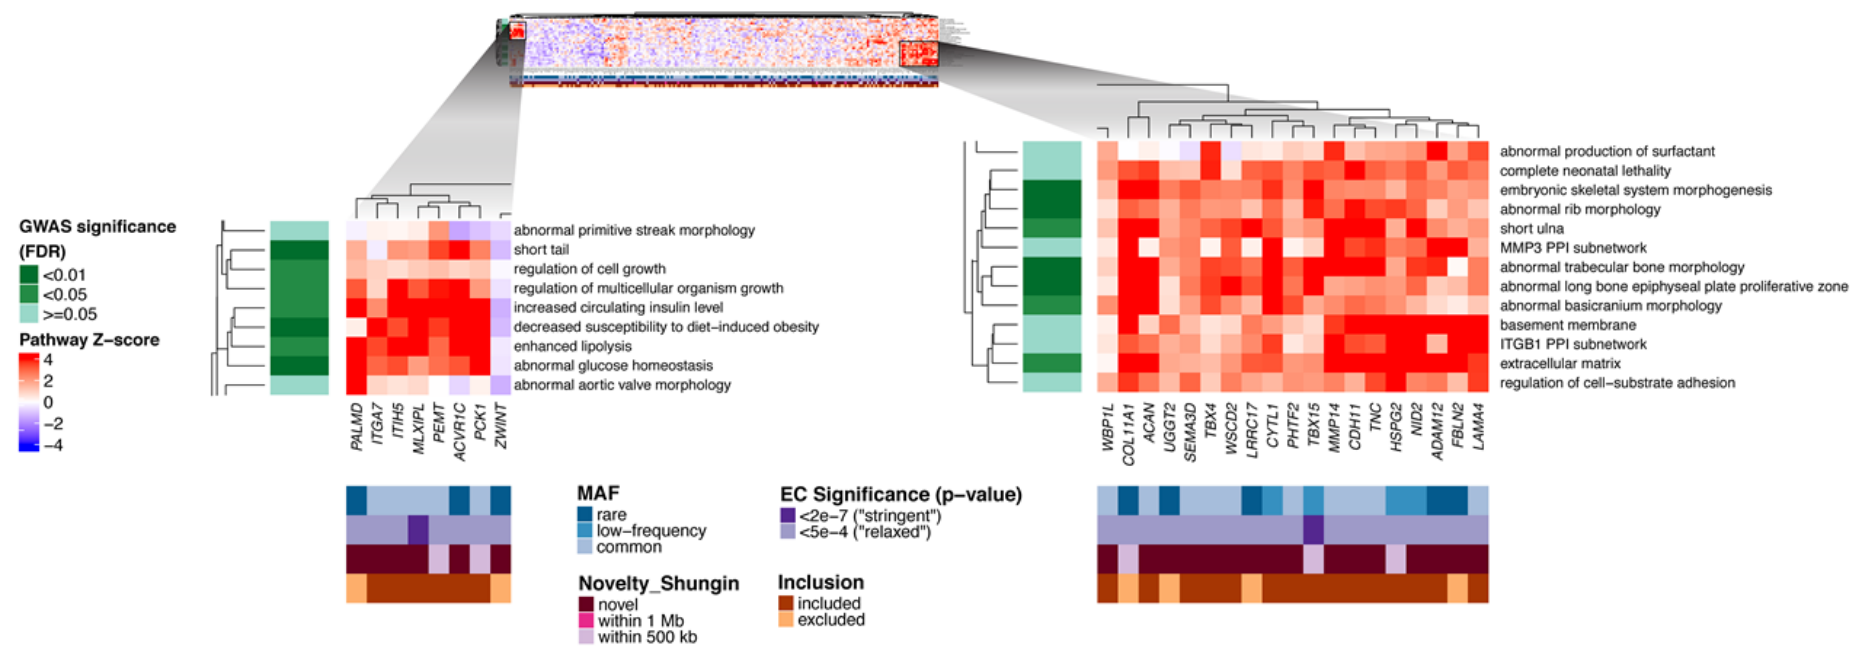 GWAS significance
(FDR)
<0.01
<0.05
>=0.05
Pathway Z−score
4
2
0
−2
−4
abnormal primitive streak morphology
short tail
regulation of cell growth
regulation of multicellular organism growth
increased circulating insulin level
decreased susceptibility to diet−induced obesity
enhanced lipolysis
abnormal glucose homeostasis
abnormal aortic valve morphology
PALMD
ITGA7
ITIH5
MLXIPL
PEMT
ACVR1C
PCK1
ZWINT
abnormal production of surfactant
complete neonatal lethality
embryonic skeletal system morphogenesis
abnormal rib morphology
short ulna
MMP3 PPI subnetwork
abnormal trabecular bone morphology
abnormal long bone epiphyseal plate proliferative zone
abnormal basicranium morphology
basement membrane
ITGB1 PPI subnetwork
extracellular matrix
regulation of cell−substrate adhesion
WBP1L
COL11A1
ACAN
UGGT2
SEMA3D
TBX4
WSCD2
LRRC17
CYTL1
PHTF2
TBX15
MMP14
CDH11
TNC
HSPG2
NID2
ADAM12
FBLN2
LAMA4
MAF
rare
low−frequency
common
EC Significance (p−value)
<2e−7 ("stringent")
<5e−4 ("relaxed")
Novelty_Shungin
novel
within 1 Mb
within 500 kb
Inclusion
included
excluded